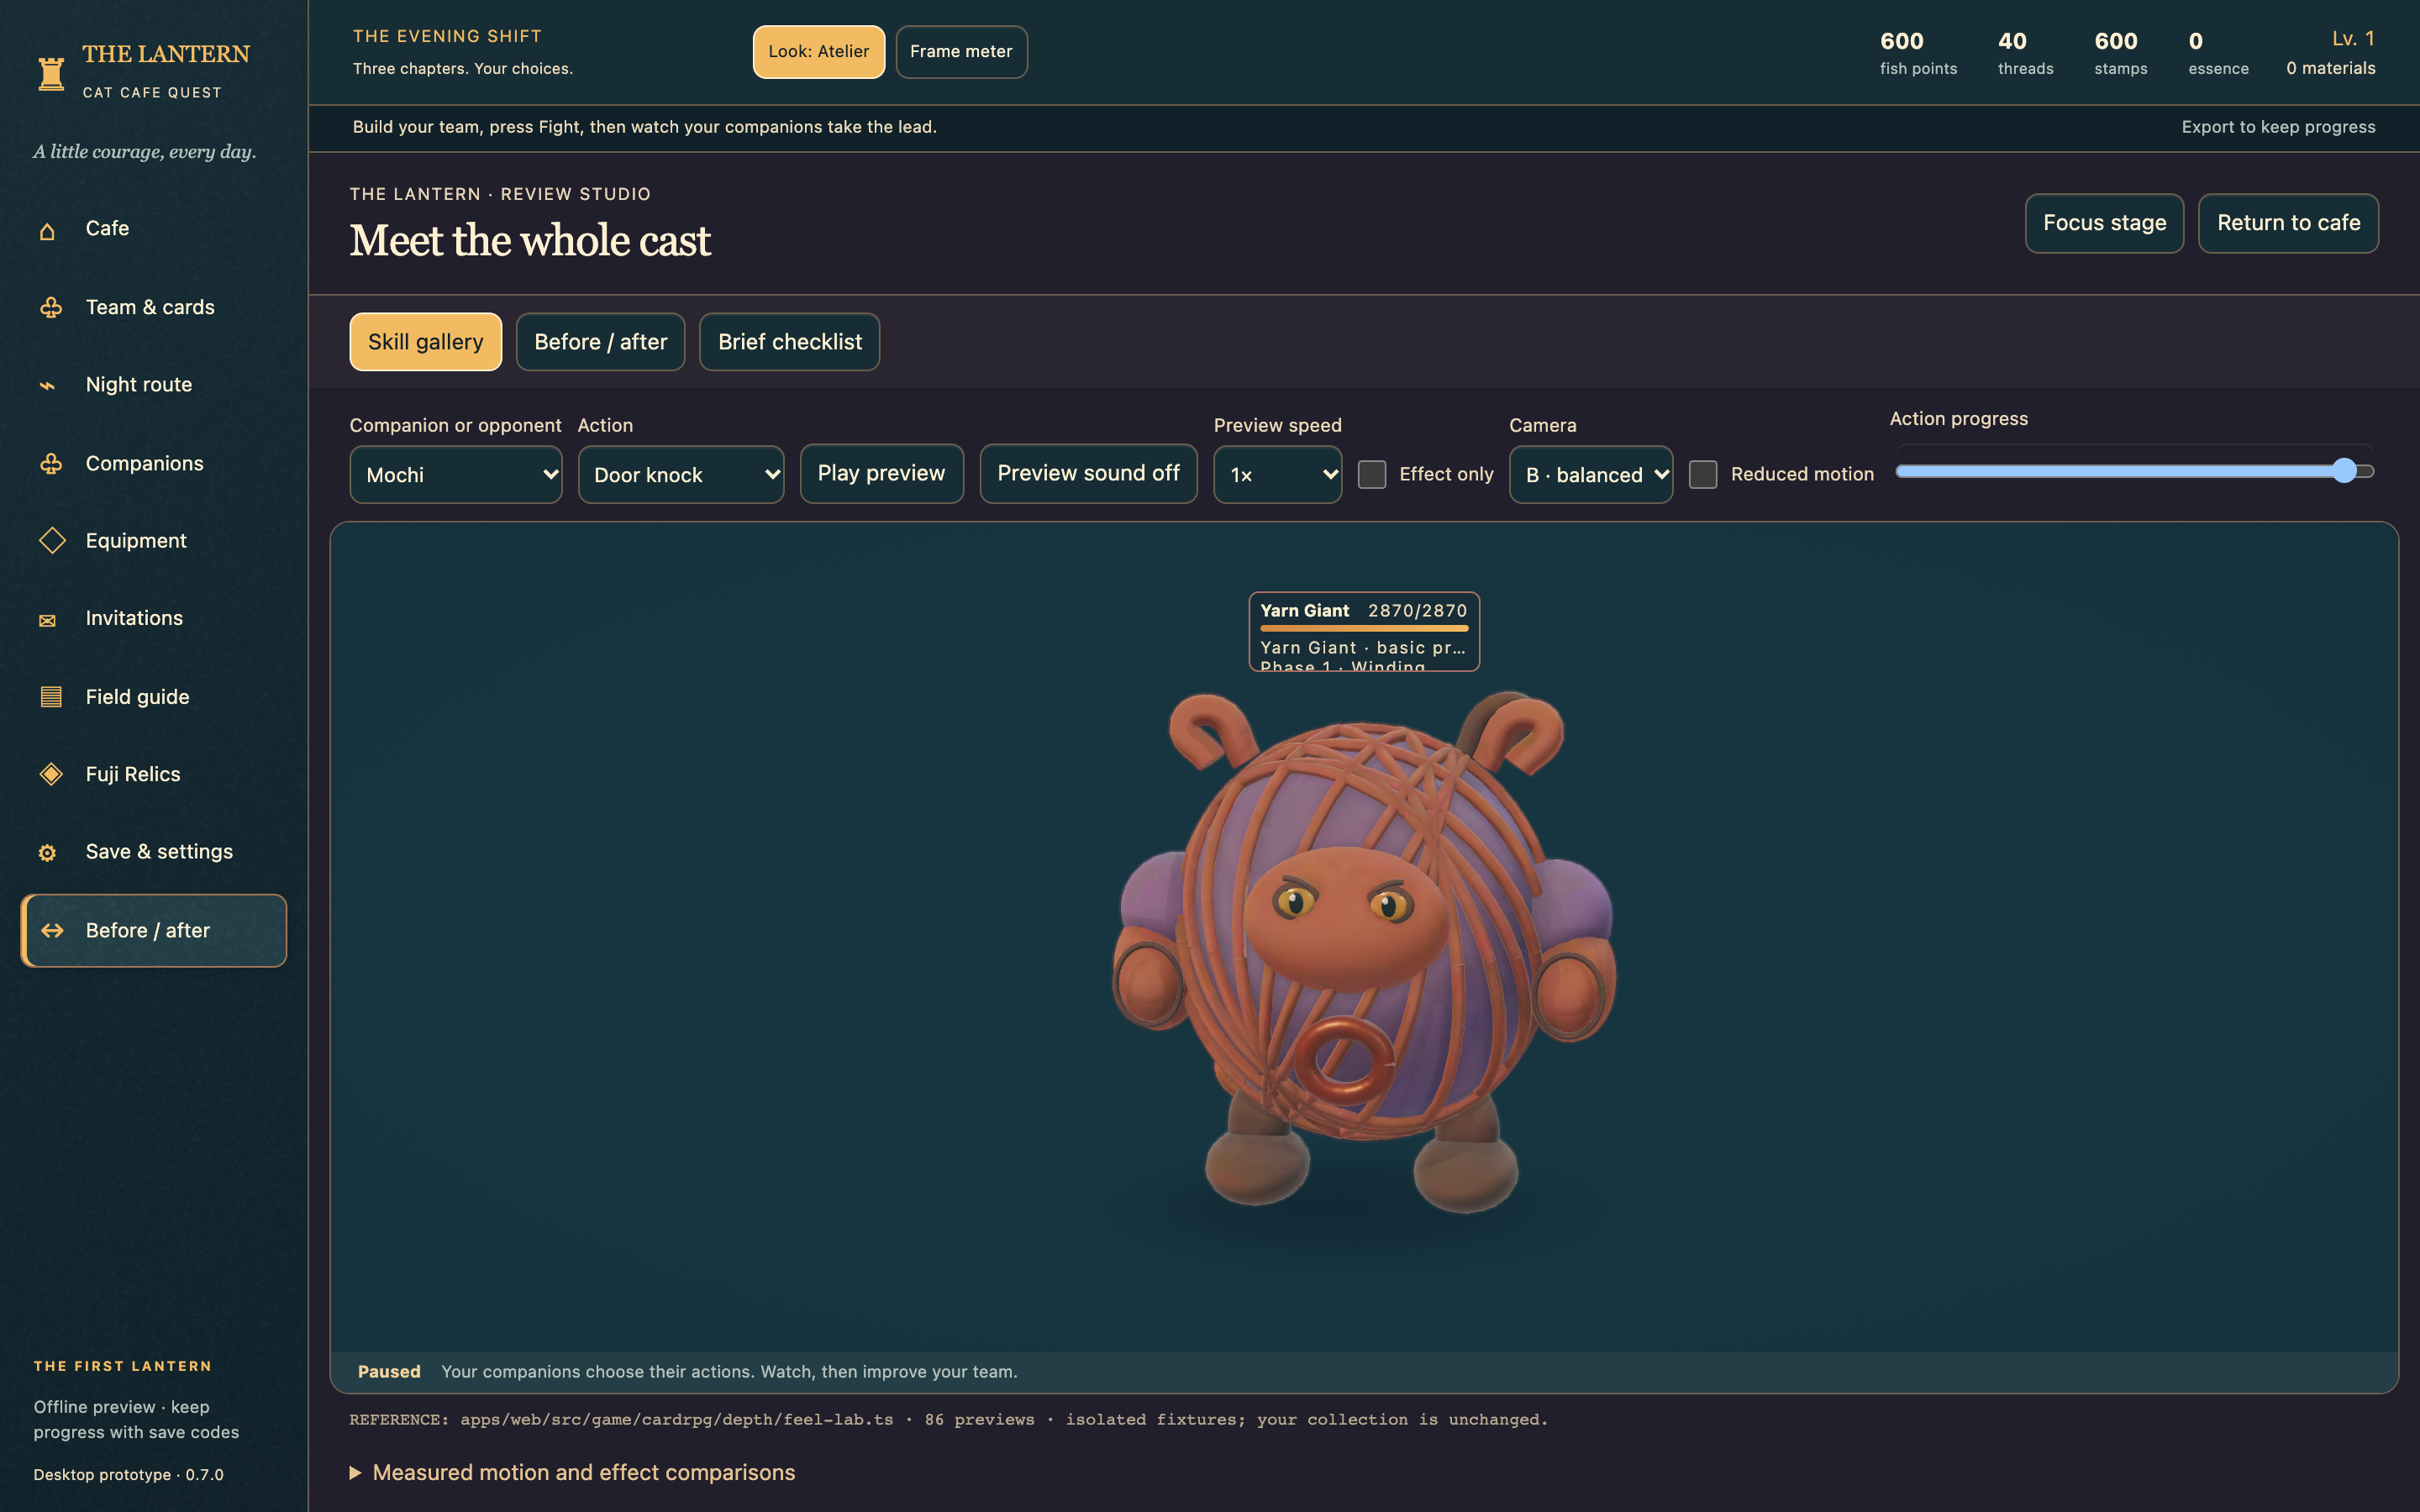 THE LANTERN
CAT CAFE QUEST
A little courage, every day.
Cafe
Team & cards
Night route
Companions
Equipment
Invitations
Field guide
Fuji Relics
Save & settings
Before / after
THE FIRST LANTERN
Offline preview · keep
progress with save codes
Desktop prototype · 0.7.0
THE EVENING SHIFT
Three chapters. Your choices.
Look: Atelier
Frame meter
600
fish points
40
threads
600
stamps
0
essence
Lv. 1
0 materials
Build your team, press Fight, then watch your companions take the lead.
Export to keep progress
THE LANTERN · REVIEW STUDIO
Meet the whole cast
Focus stage
Return to cafe
Skill gallery
Before / after
Brief checklist
Companion or opponent
Mochi
Action
Door knock
Play preview
Preview sound off
Preview speed
1×
Effect only
Camera
B · balanced
Reduced motion
Action progress
Yarn Giant 2870/2870
Yarn Giant · basic pr...
Phase 1 · Winding
Paused Your companions choose their actions. Watch, then improve your team.
REFERENCE: apps/web/src/game/cardrpg/depth/feel-lab.ts · 86 previews · isolated fixtures; your collection is unchanged.
Measured motion and effect comparisons